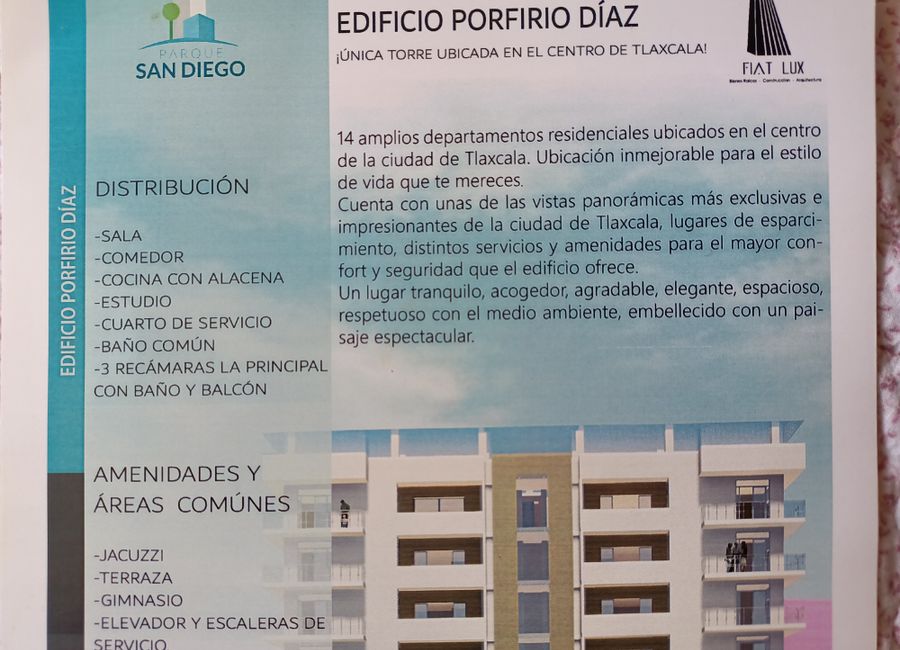 PARQUE
SAN DIEGO
EDIFICIO PORFIRIO DÍAZ
¡ÚNICA TORRE UBICADA EN EL CENTRO DE TLAXCALA!
FIAT LUX
Bienes Raíces - Construcción - Arquitectura
EDIFICIO PORFIRIO DÍAZ
DISTRIBUCIÓN
-SALA
-COMEDOR
-COCINA CON ALACENA
-ESTUDIO
-CUARTO DE SERVICIO
-BAÑO COMÚN
-3 RECÁMARAS LA PRINCIPAL
CON BAÑO Y BALCÓN
AMENIDADES Y
ÁREAS COMÚNES
-JACUZZI
-TERRAZA
-GIMNASIO
-ELEVADOR Y ESCALERAS DE
SERVICIO
14 amplios departamentos residenciales ubicados en el centro
de la ciudad de Tlaxcala. Ubicación inmejorable para el estilo
de vida que te mereces.
Cuenta con unas de las vistas panorámicas más exclusivas e
impresionantes de la ciudad de Tlaxcala, lugares de esparci-
miento, distintos servicios y amenidades para el mayor con-
fort y seguridad que el edificio ofrece.
Un lugar tranquilo, acogedor, agradable, elegante, espacioso,
respetuoso con el medio ambiente, embellecido con un pai-
saje espectacular.